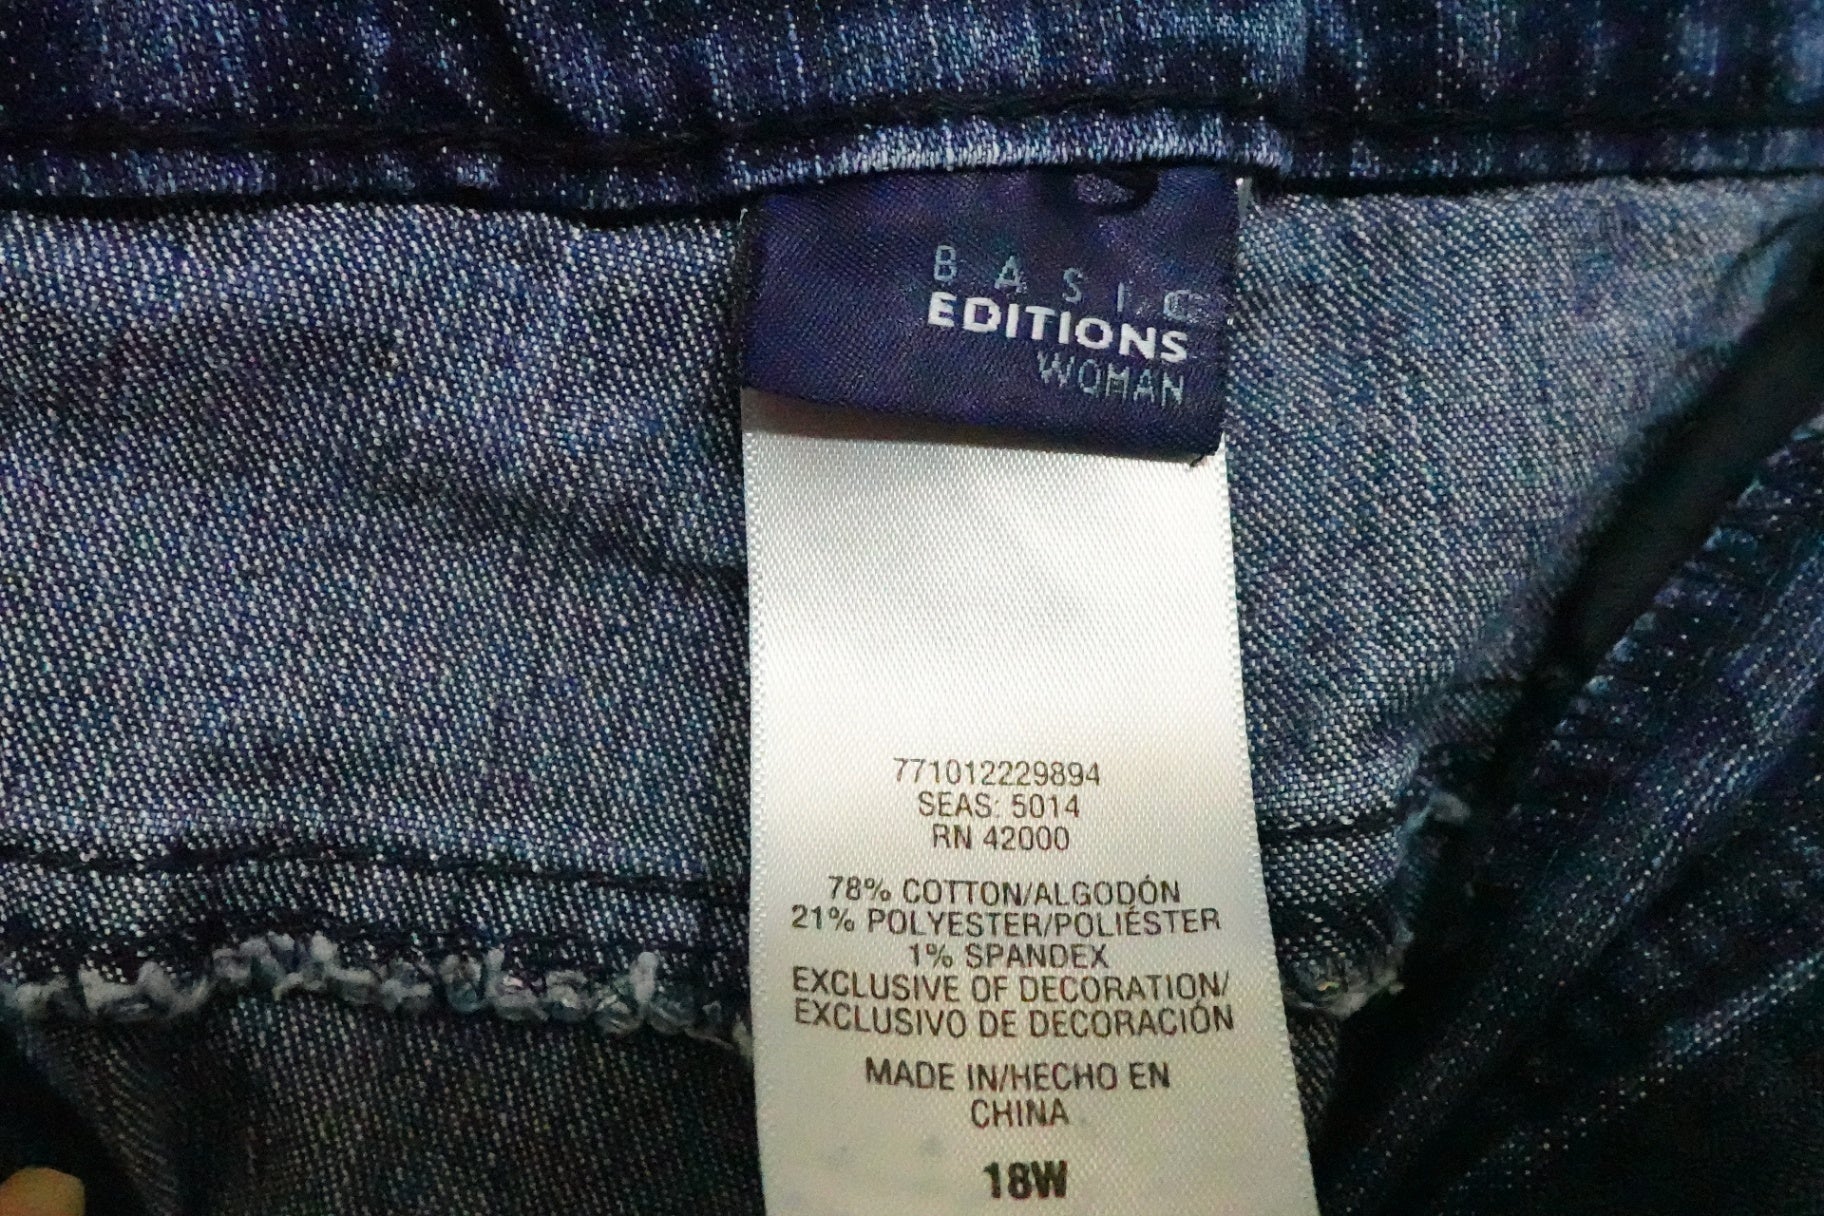 BASIC
EDITIONS
WOMAN
771012229894
SEAS: 5014
RN 42000
78% COTTON/ALGODÓN
21% POLYESTER/POLIÉSTER
1% SPANDEX
EXCLUSIVE OF DECORATION/
EXCLUSIVO DE DECORACIÓN
MADE IN/HECHO EN
CHINA
18W